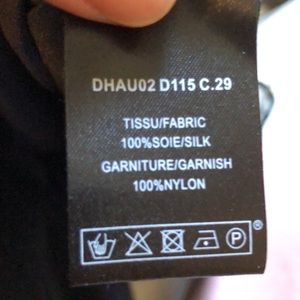 DHAU02 D115 C.29
TISSU/FABRIC
100%SOIE/SILK
GARNITURE/GARNISH
100%NYLON
P ®